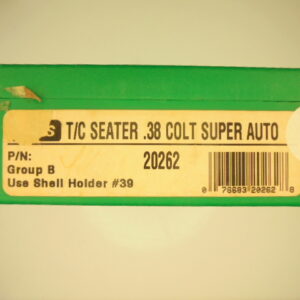 S T/C SEATER .38 COLT SUPER AUTO
P/N: 20262
Group B
Use Shell Holder #39
0 76683 20262 8